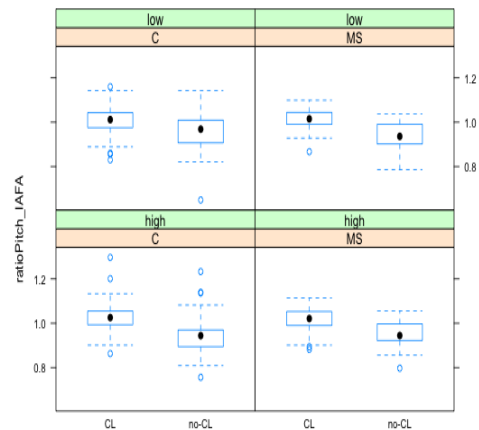 low low
C MS
1.2
1.0
0.8
high high
C MS
1.2
1.0
0.8
CL no-CL CL no-CL
ratioPitch_IAFA